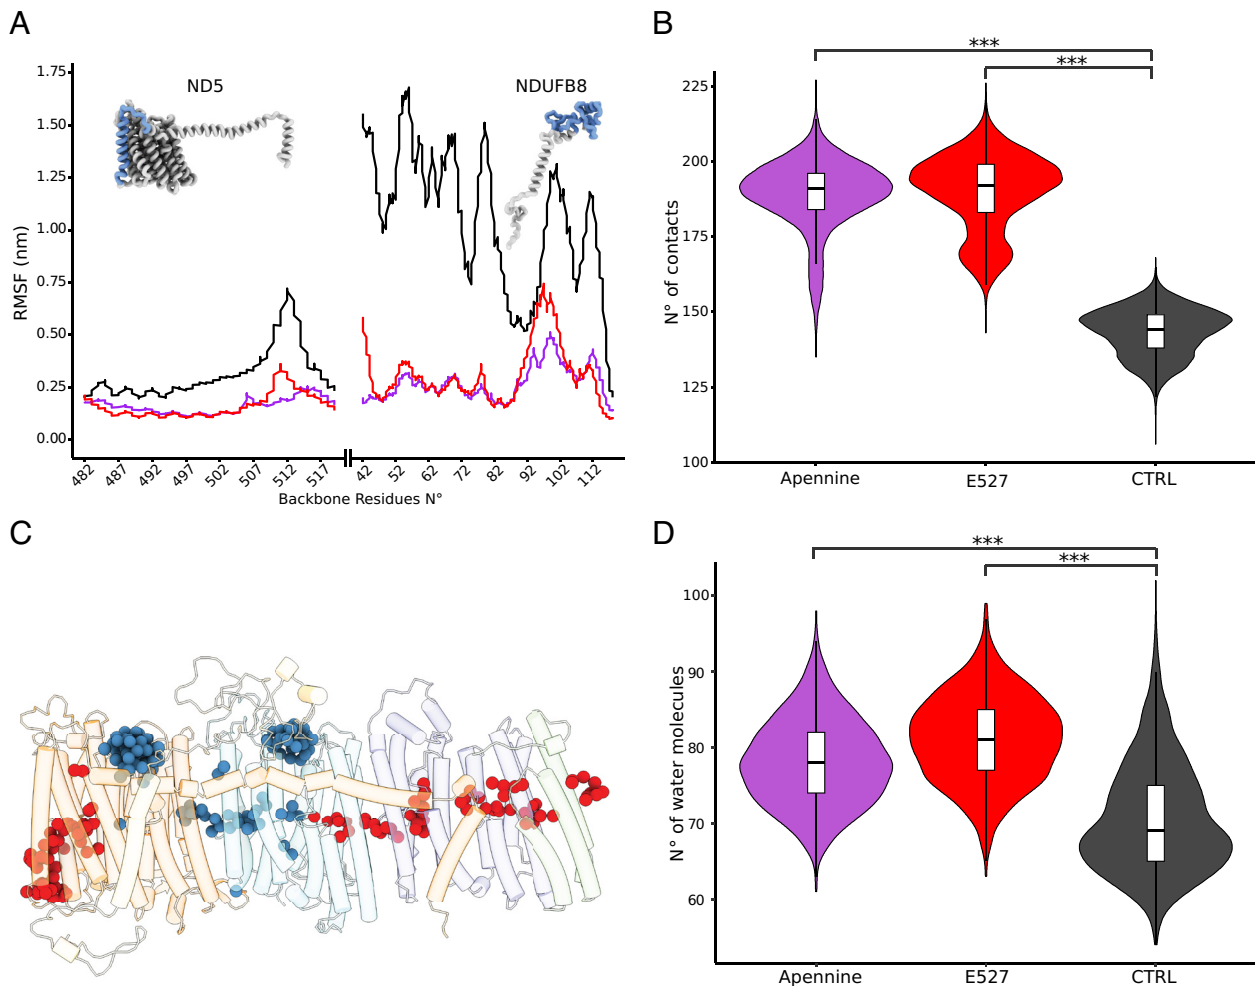 A
1.75
1.50
1.25
1.00
0.75
0.50
0.25
0.00
RMSF (nm)
ND5
NDUFB8
482
487
492
497
502
507
512
517
42
52
62
72
82
92
102
112
Backbone Residues N°
B
***
***
225
200
175
150
125
100
N° of contacts
Apennine
E527
CTRL
C
D
***
***
100
90
80
70
60
N° of water molecules
Apennine
E527
CTRL